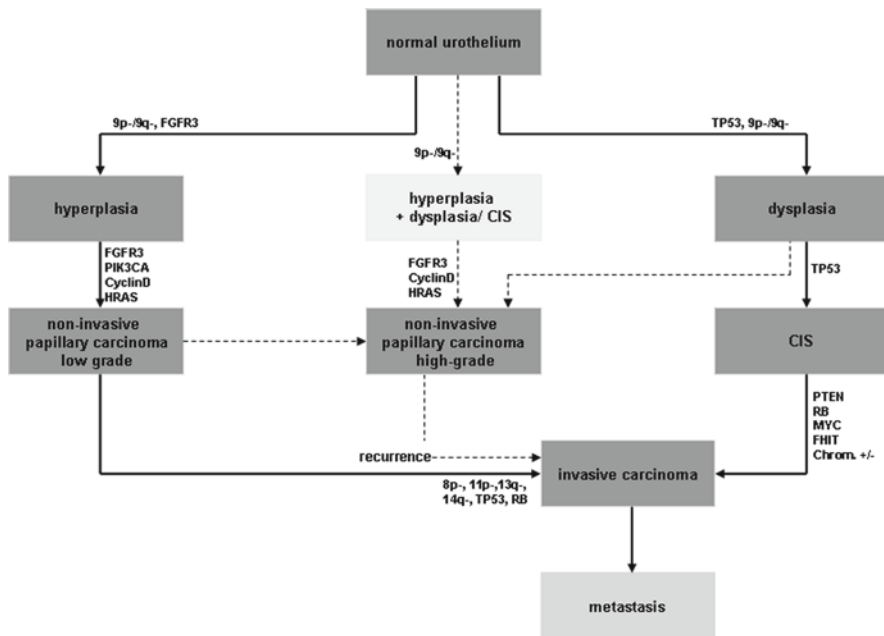 normal urothelium
9p-/9q-, FGFR3
TP53, 9p-/9q-
9p-/9q-
hyperplasia
hyperplasia
+ dysplasia/ CIS
dysplasia
FGFR3
PIK3CA
CyclinD
HRAS
FGFR3
CyclinD
HRAS
TP53
non-invasive
papillary carcinoma
low grade
non-invasive
papillary carcinoma
high-grade
CIS
PTEN
RB
MYC
FHIT
Chrom. +/-
recurrence
8p-, 11p-,13q-,
14q-, TP53, RB
invasive carcinoma
metastasis